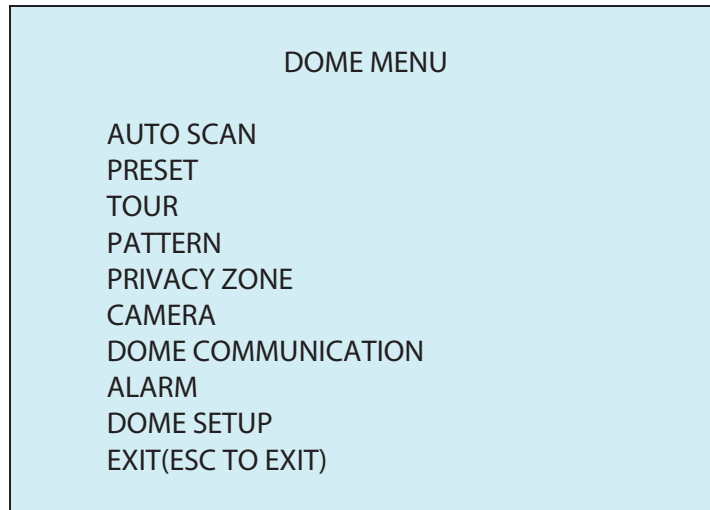 DOME MENU
AUTO SCAN
PRESET
TOUR
PATTERN
PRIVACY ZONE
CAMERA
DOME COMMUNICATION
ALARM
DOME SETUP
EXIT(ESC TO EXIT)